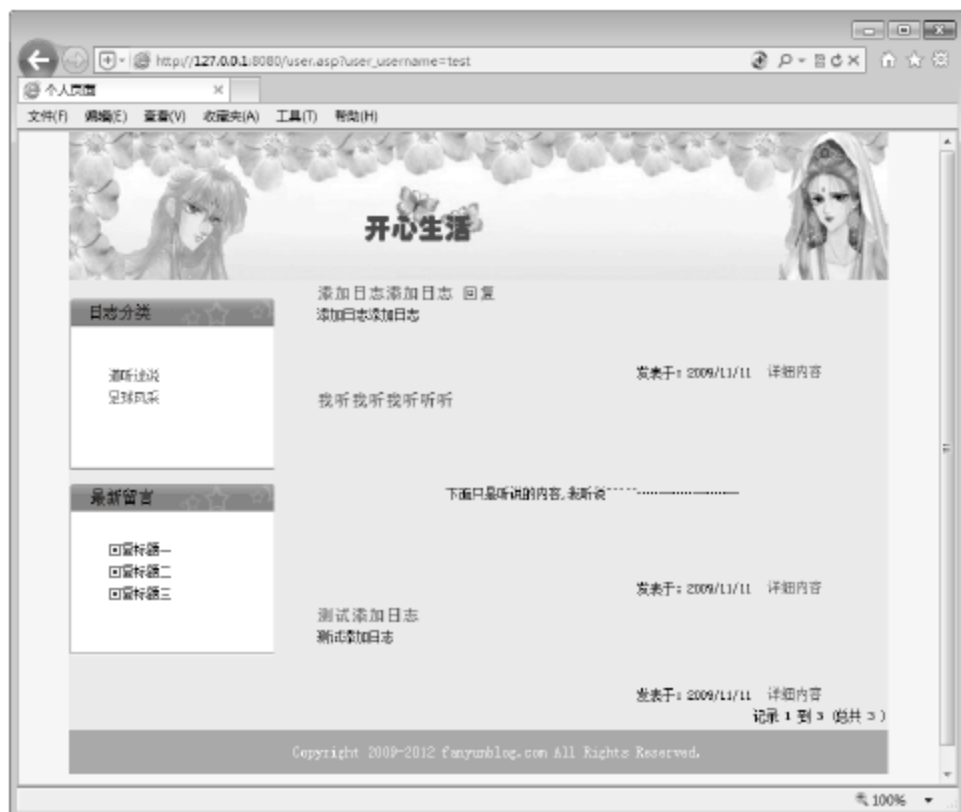 http://127.0.0.1:8080/user.asp?user_username=test
个人页面
文件(F) 编辑(E) 查看(V) 收藏夹(A) 工具(T) 帮助(H)
开心生活
日志分类
道听途说
足球风采
最新留言
回复标题一
回复标题二
回复标题三
添加日志添加日志 回复
添加日志添加日志
发表于：2009/11/11 详细内容
我听我听我听听听
下面只是听说的内容,我听说
发表于：2009/11/11 详细内容
测试添加日志
测试添加日志
发表于：2009/11/11 详细内容
记录 1 到 3 (总共 3 )
Copyright 2009-2012 fanyunblog.com All Rights Reserved.
100%